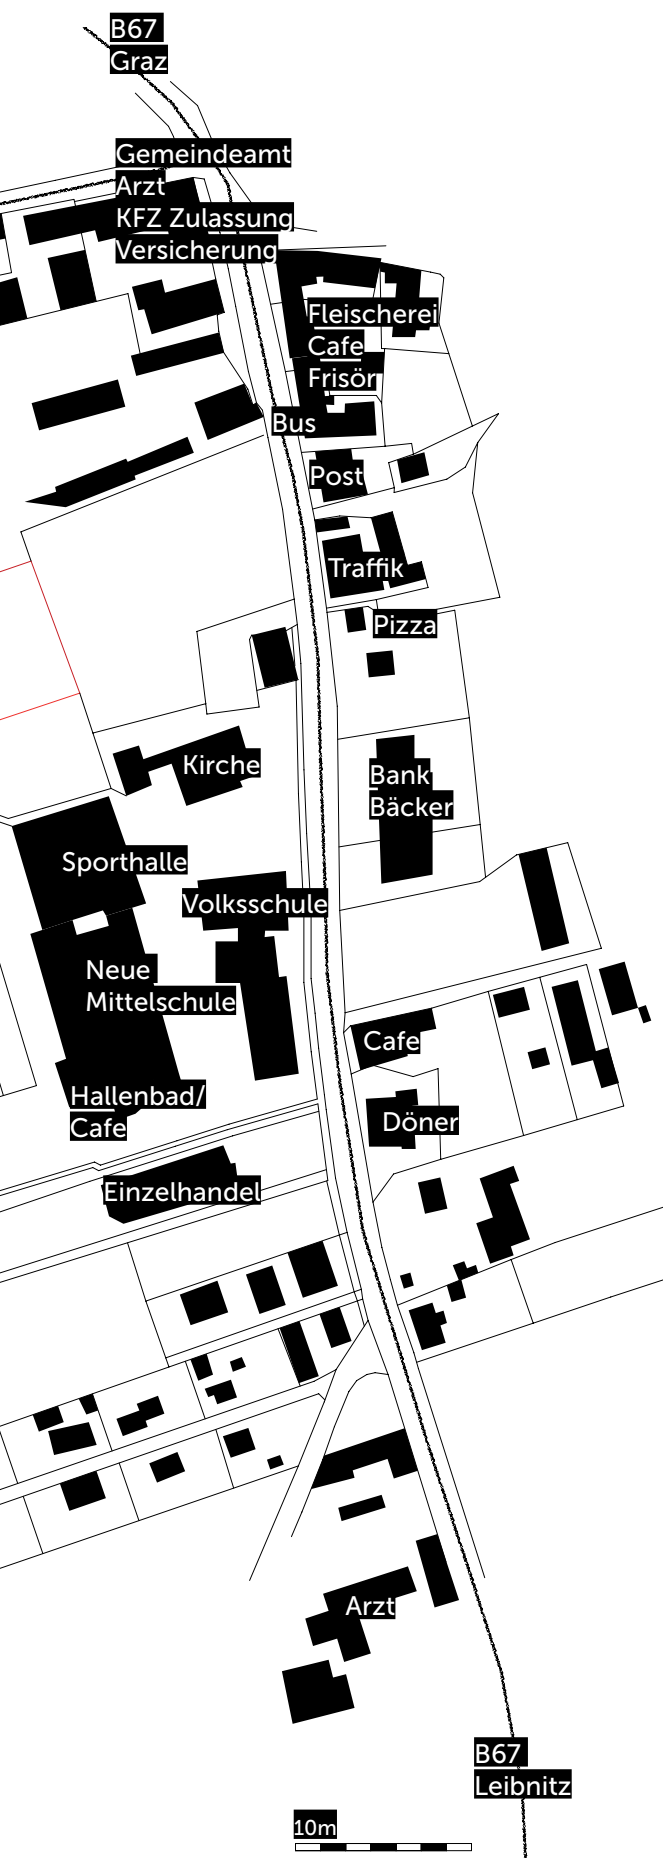 B67
Graz
Gemeindeamt
Arzt
KFZ Zulassung
Versicherung
Fleischerei
Cafe
Frisör
Bus
Post
Traffik
Pizza
Kirche
Bank
Bäcker
Sporthalle
Volksschule
Neue
Mittelschule
Cafe
Hallenbad/
Cafe
Döner
Einzelhandel
Arzt
B67
Leibnitz
10m